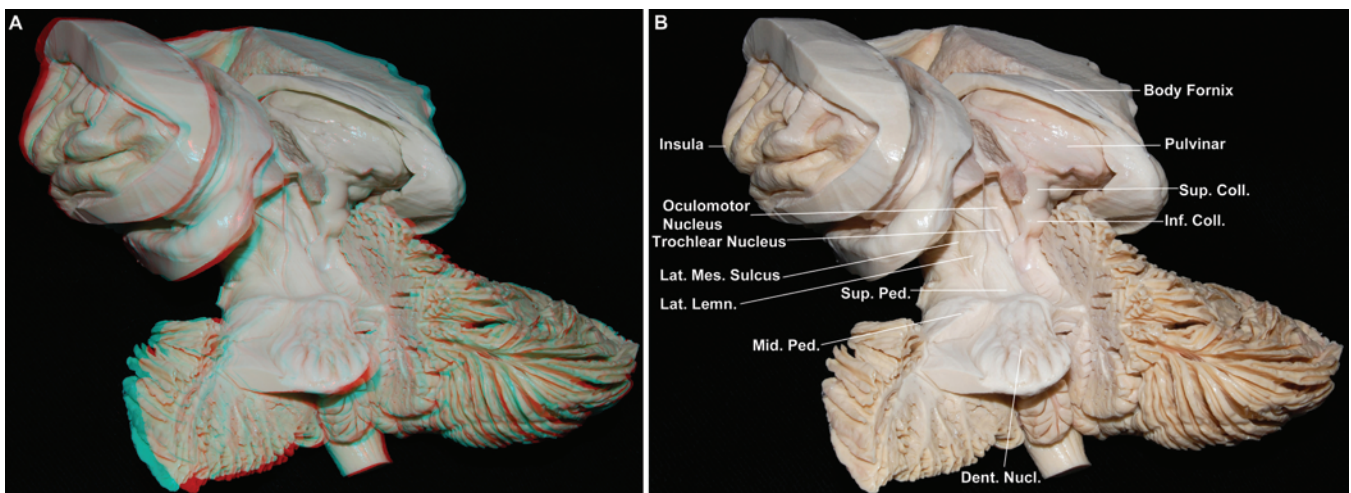 A
B
Body Fornix
Insula
Pulvinar
Sup. Coll.
Oculomotor
Nucleus
Inf. Coll.
Trochlear Nucleus
Lat. Mes. Sulcus
Sup. Ped.
Lat. Lemn.
Mid. Ped.
Dent. Nucl.